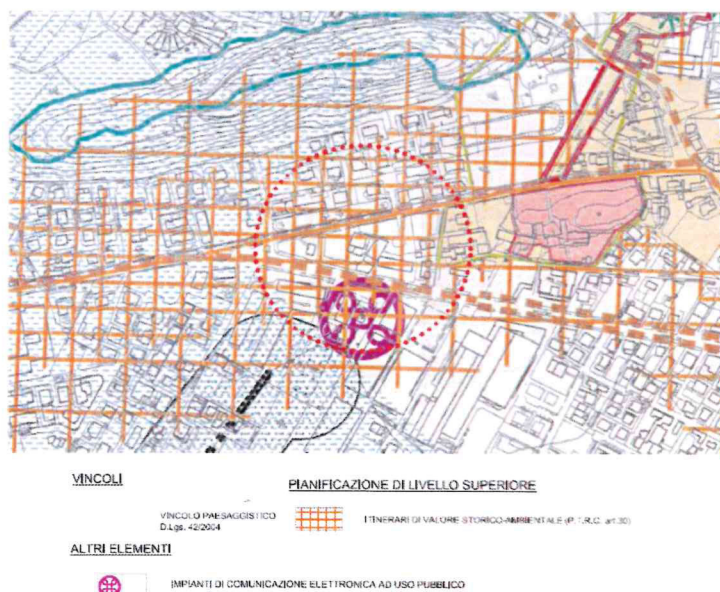 VINCOLI
PIANIFICAZIONE DI LIVELLO SUPERIORE
VINCOLO PAESAGGISTICO
D.Lgs. 42/2004
ITINERARI DI VALORE STORICO-AMBIENTALE (P.T.R.C. art.30)
ALTRI ELEMENTI
IMPIANTI DI COMUNICAZIONE ELETTRONICA AD USO PUBBLICO